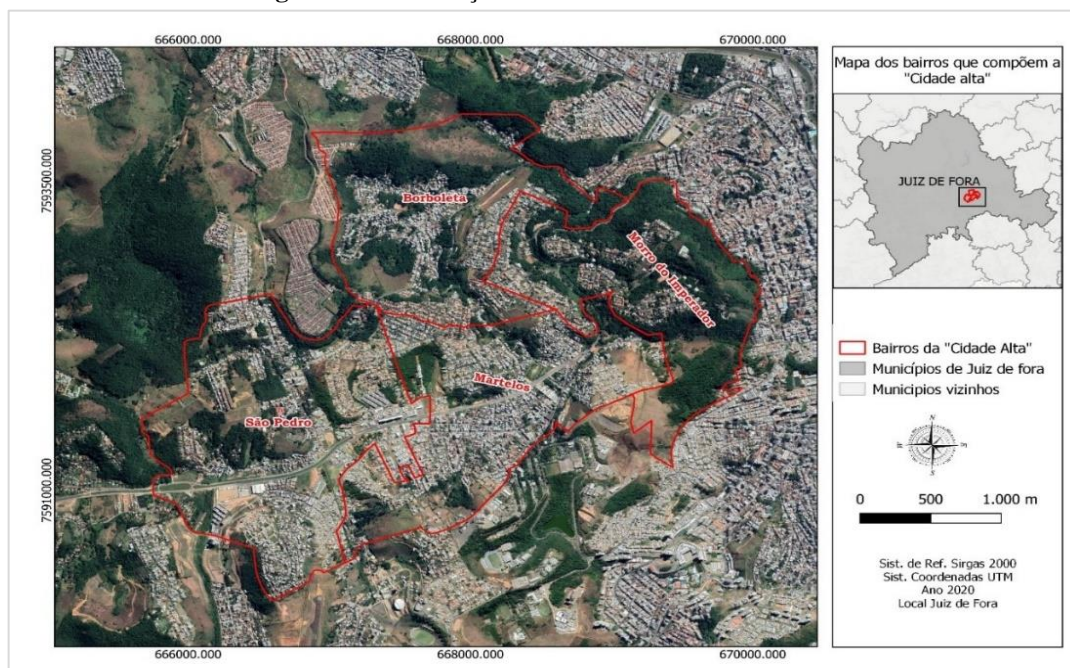 666000.000 668000.000 670000.000
7593500.000
7591000.000
Borboleta
Morro do Imperador
Martelos
São Pedro
666000.000 668000.000 670000.000
Mapa dos bairros que compõem a
"Cidade alta"
JUIZ DE FORA
Bairros da "Cidade Alta"
Municípios de Juiz de fora
Municipios vizinhos
N
0 500 1.000 m
Sist. de Ref. Sirgas 2000
Sist. Coordenadas UTM
Ano 2020
Local Juiz de Fora